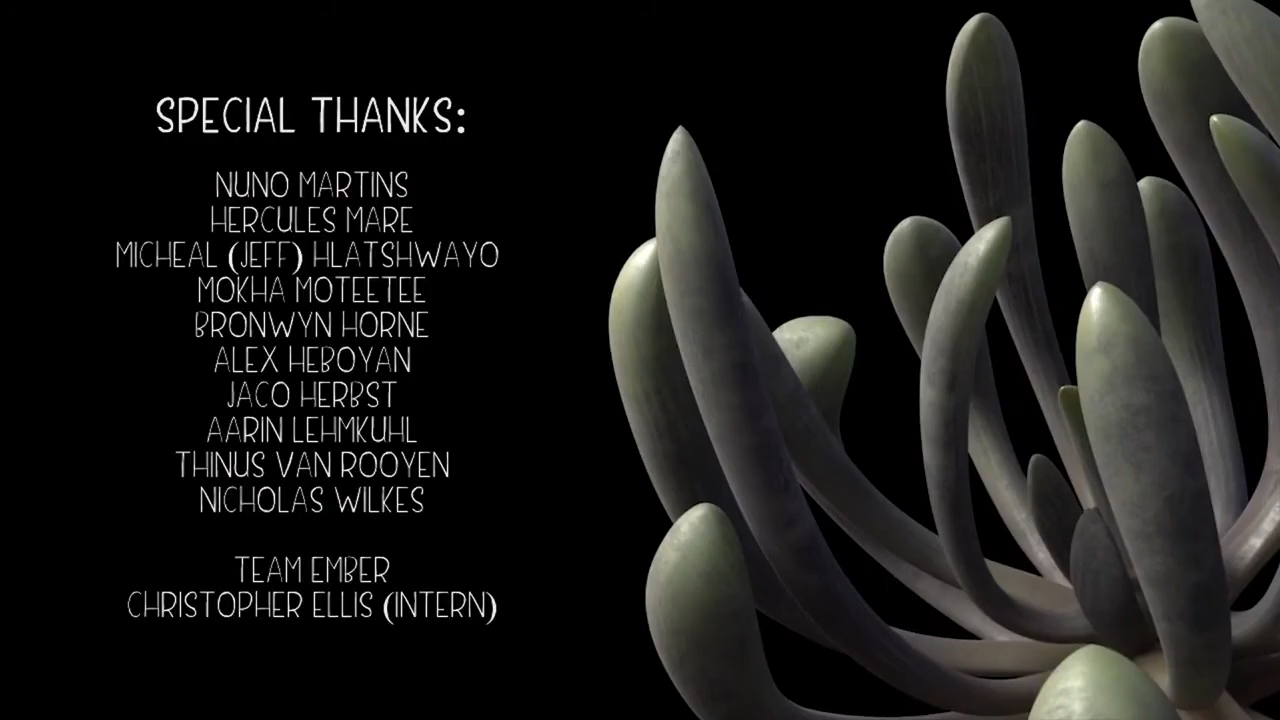 SPECIAL THANKS:
NUNO MARTINS
HERCULES MARE
MICHEAL (JEFF) HLATSHWAYO
MOKHA MOTEETEE
BRONWYN HORNE
ALEX HEBOYAN
JACO HERBST
AARIN LEHMKUHL
THINUS VAN ROOYEN
NICHOLAS WILKES
TEAM EMBER
CHRISTOPHER ELLIS (INTERN)